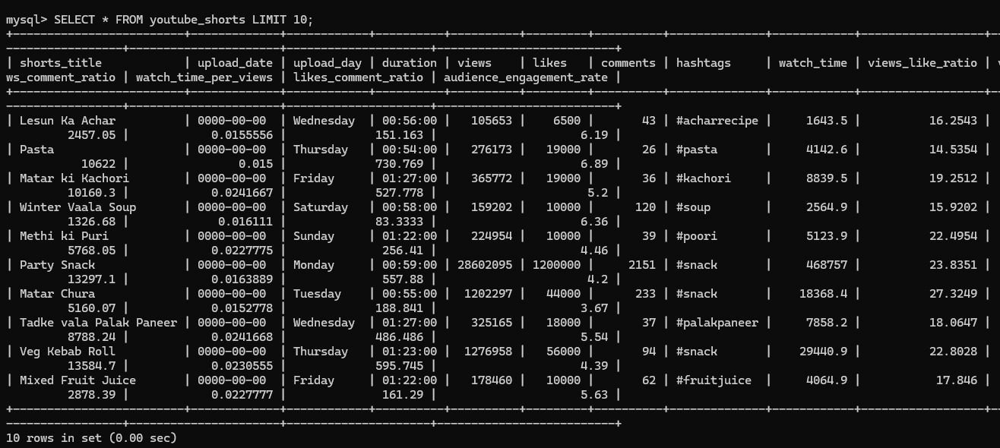 mysql> SELECT * FROM youtube_shorts LIMIT 10;
+-------------------------+-------------+------------+----------+----------+---------+----------+--------------+------------+------------------+--
-----------------+----------------------+---------------------+--------------------------+
| shorts_title            | upload_date | upload_day | duration | views    | likes   | comments | hashtags     | watch_time | views_like_ratio | v
ws_comment_ratio | watch_time_per_views | likes_comment_ratio | audience_engagement_rate |
+-------------------------+-------------+------------+----------+----------+---------+----------+--------------+------------+------------------+--
-----------------+----------------------+---------------------+--------------------------+
| Lesun Ka Achar          | 0000-00-00  | Wednesday  | 00:56:00 |   105653 |    6500 |       43 | #acharrecipe |     1643.5 |          16.2543 |
         2457.05 |            0.0155556 |             151.163 |                     6.19 |
| Pasta                   | 0000-00-00  | Thursday   | 00:54:00 |   276173 |   19000 |       26 | #pasta       |     4142.6 |          14.5354 |
           10622 |                0.015 |             730.769 |                     6.89 |
| Matar ki Kachori        | 0000-00-00  | Friday     | 01:27:00 |   365772 |   19000 |       36 | #kachori     |     8839.5 |          19.2512 |
         10160.3 |            0.0241667 |             527.778 |                      5.2 |
| Winter Vaala Soup       | 0000-00-00  | Saturday   | 00:58:00 |   159202 |   10000 |      120 | #soup        |     2564.9 |          15.9202 |
         1326.68 |             0.016111 |             83.3333 |                     6.36 |
| Methi ki Puri           | 0000-00-00  | Sunday     | 01:22:00 |   224954 |   10000 |       39 | #poori       |     5123.9 |          22.4954 |
         5768.05 |            0.0227775 |              256.41 |                     4.46 |
| Party Snack             | 0000-00-00  | Monday     | 00:59:00 | 28602095 | 1200000 |     2151 | #snack       |     468757 |          23.8351 |
         13297.1 |            0.0163889 |              557.88 |                      4.2 |
| Matar Chura             | 0000-00-00  | Tuesday    | 00:55:00 |  1202297 |   44000 |      233 | #snack       |    18368.4 |          27.3249 |
         5160.07 |            0.0152778 |             188.841 |                     3.67 |
| Tadke vala Palak Paneer | 0000-00-00  | Wednesday  | 01:27:00 |   325165 |   18000 |       37 | #palakpaneer |     7858.2 |          18.0647 |
         8788.24 |            0.0241668 |             486.486 |                     5.54 |
| Veg Kebab Roll          | 0000-00-00  | Thursday   | 01:23:00 |  1276958 |   56000 |       94 | #snack       |    29440.9 |          22.8028 |
         13584.7 |            0.0230555 |             595.745 |                     4.39 |
| Mixed Fruit Juice       | 0000-00-00  | Friday     | 01:22:00 |   178460 |   10000 |       62 | #fruitjuice  |     4064.9 |           17.846 |
         2878.39 |            0.0227777 |              161.29 |                     5.63 |
+-------------------------+-------------+------------+----------+----------+---------+----------+--------------+------------+------------------+--
-----------------+----------------------+---------------------+--------------------------+
10 rows in set (0.00 sec)